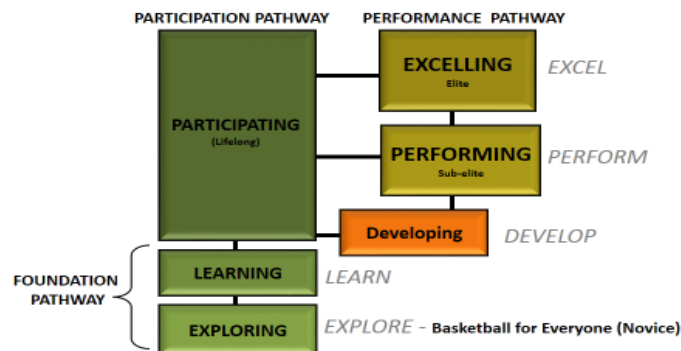 PARTICIPATION PATHWAY
PERFORMANCE PATHWAY
EXCELLING
Elite
EXCEL
PARTICIPATING
(Lifelong)
PERFORMING
Sub-elite
PERFORM
Developing
DEVELOP
FOUNDATION
PATHWAY
LEARNING
LEARN
EXPLORING
EXPLORE - Basketball for Everyone (Novice)